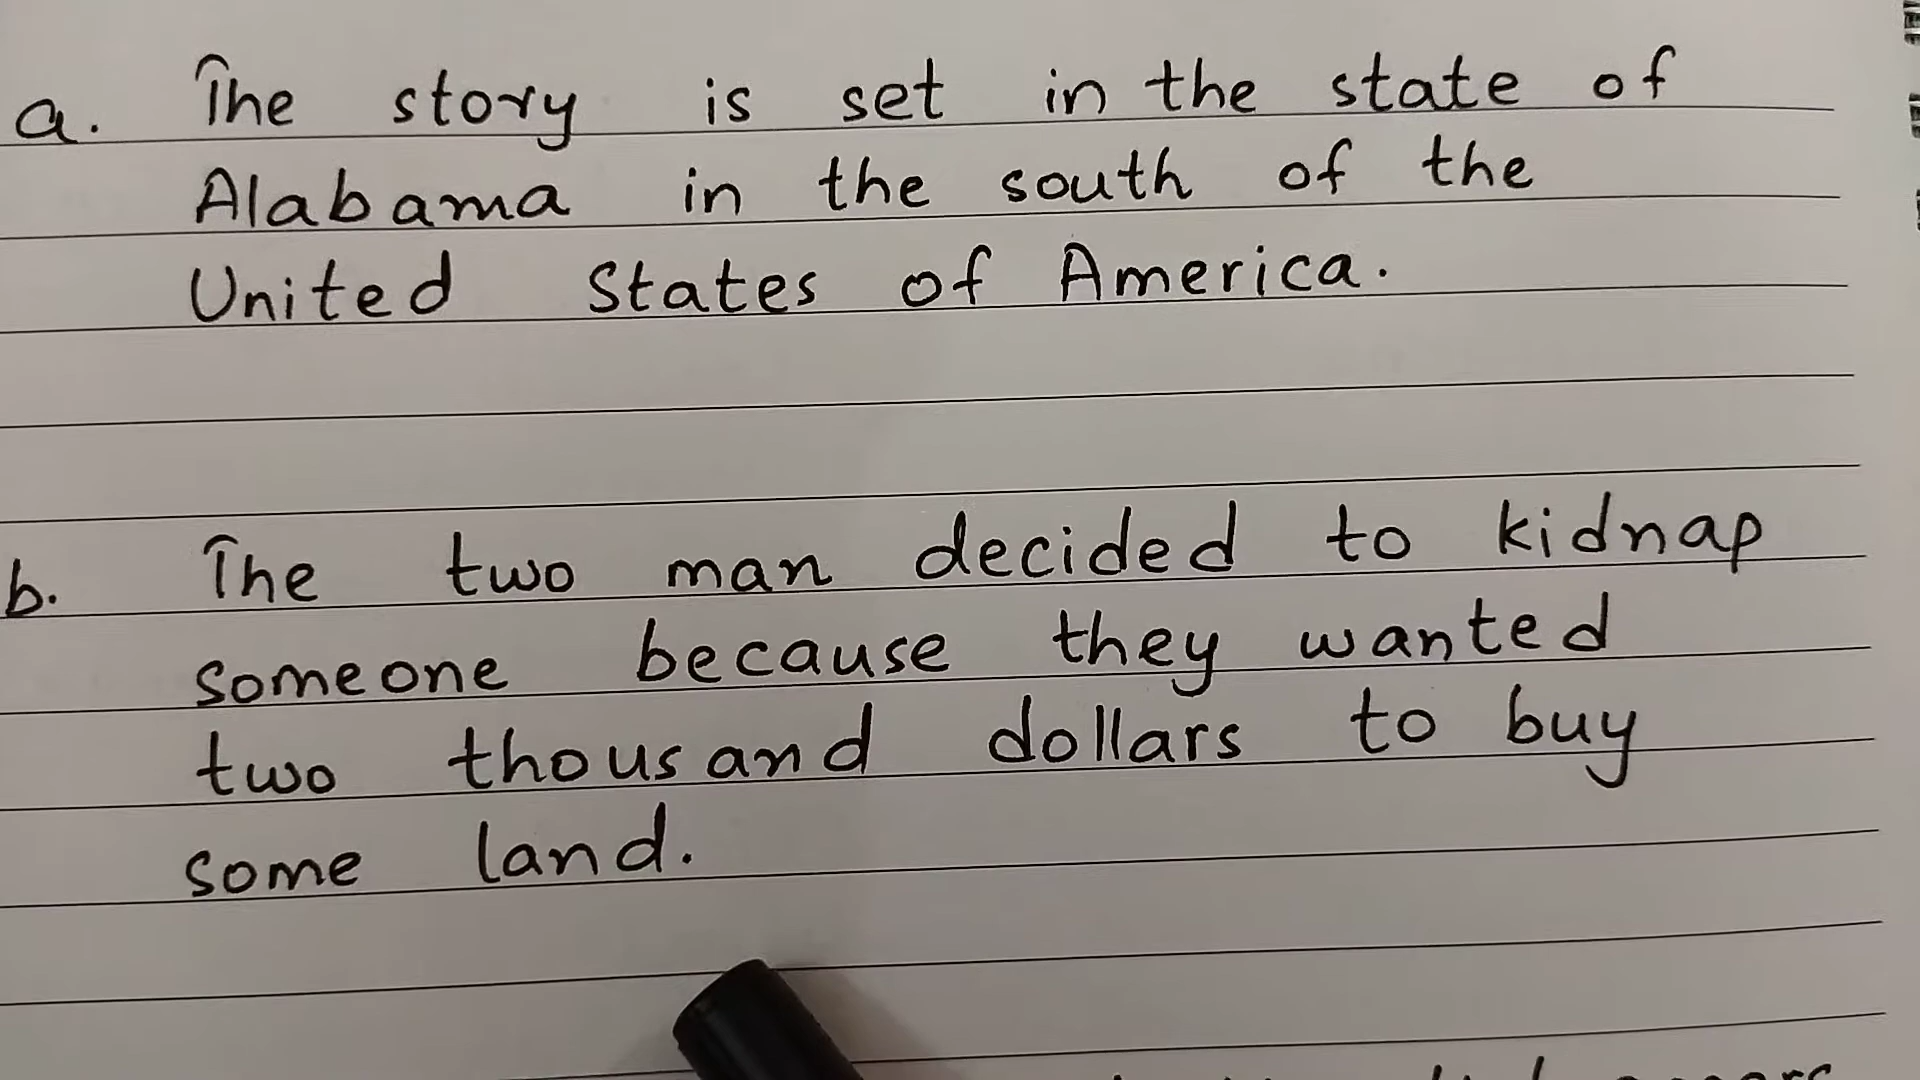 a. The story is set in the state of
Alabama in the south of the
United States of America.
b. The two man decided to kidnap
someone because they wanted
two thousand dollars to buy
some land.